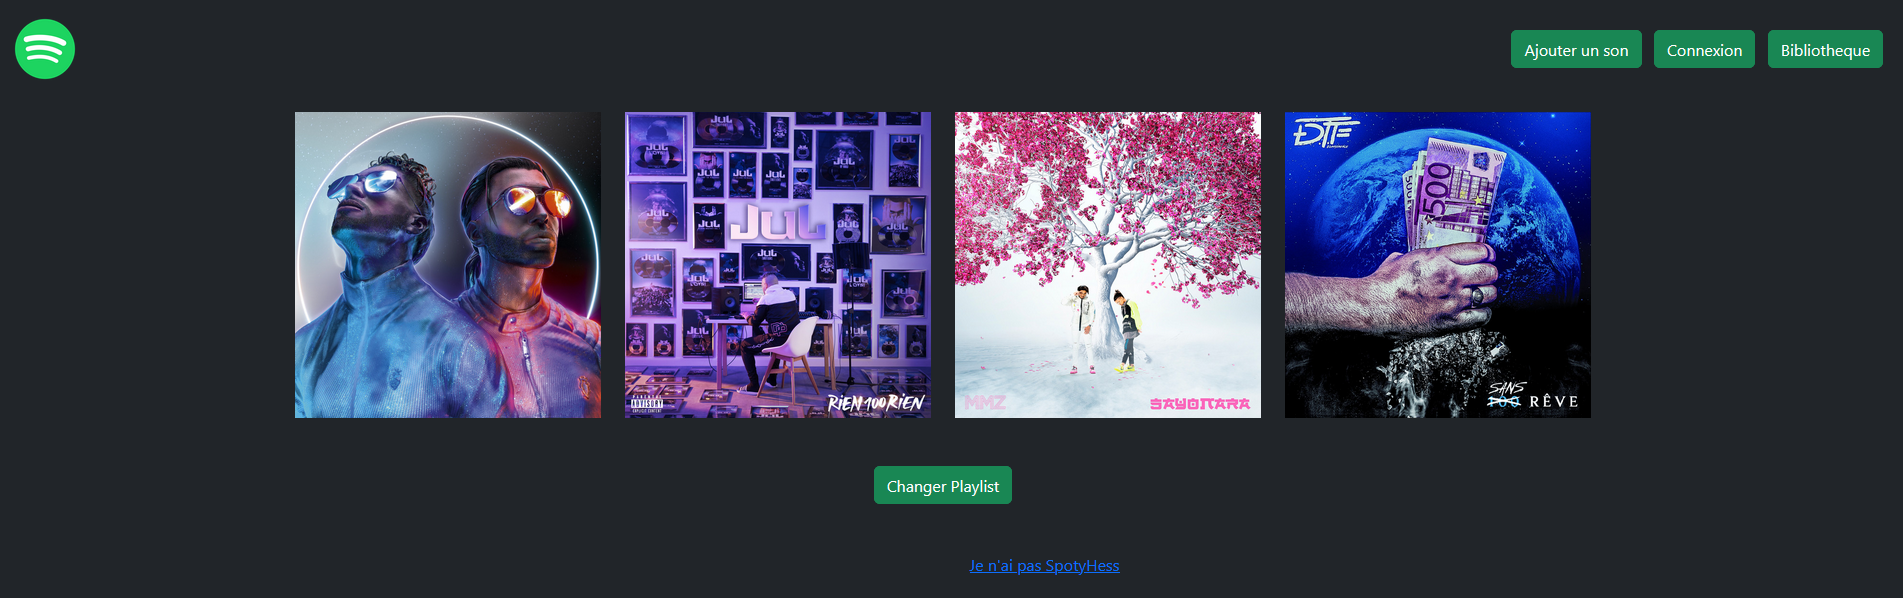 Ajouter un son
Connexion
Bibliotheque
JUL
PARENTAL
ADVISORY
EXPLICIT CONTENT
RIEN 100 RIEN
MMZ
SAYONARA
DTF
500
SANS
100 RÊVE
Changer Playlist
Je n'ai pas SpotyHess